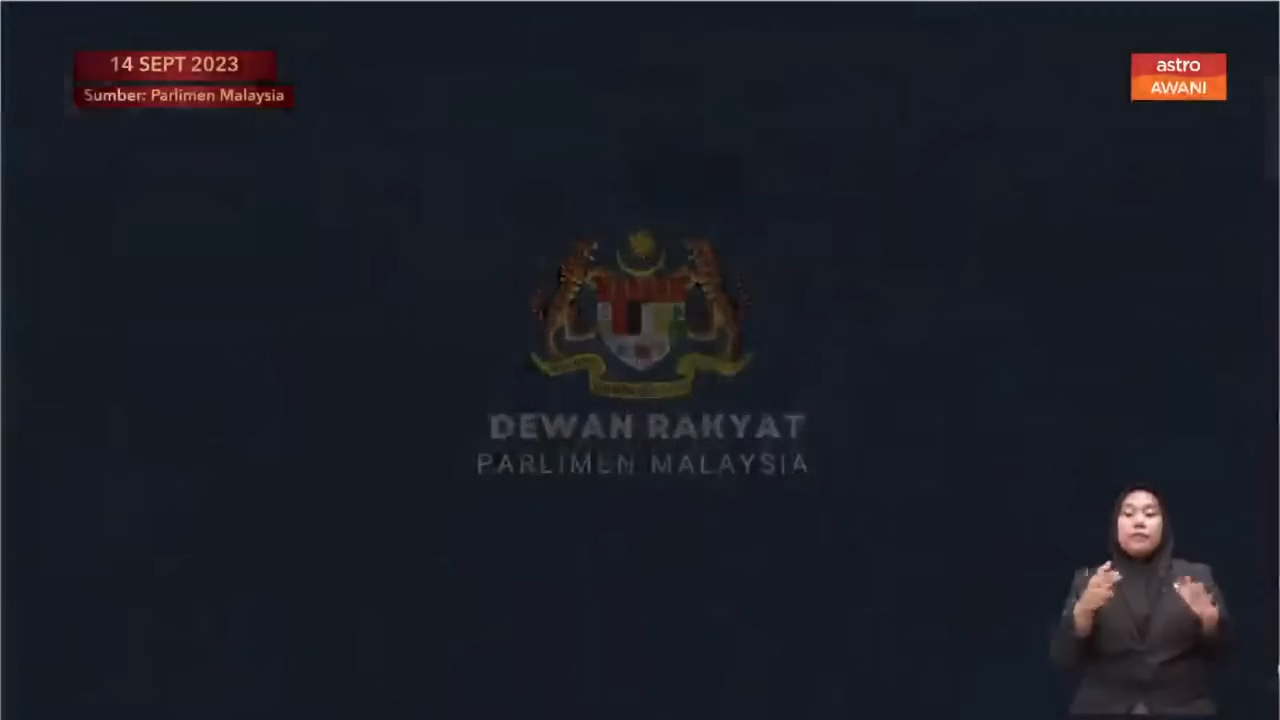 14 SEPT 2023
Sumber: Parlimen Malaysia
astro
AWANI
DEWAN RAKYAT
PARLIMEN MALAYSIA